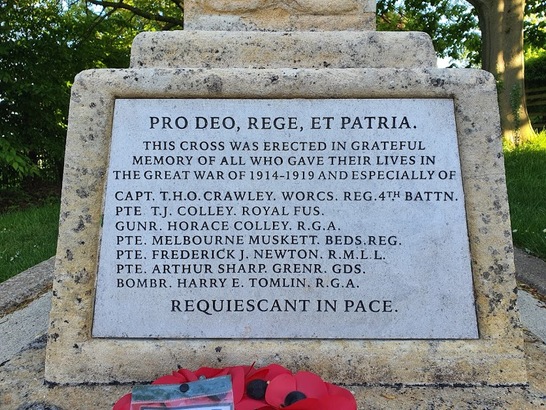 PRO DEO, REGE, ET PATRIA.
THIS CROSS WAS ERECTED IN GRATEFUL
MEMORY OF ALL WHO GAVE THEIR LIVES IN
THE GREAT WAR OF 1914-1919 AND ESPECIALLY OF
CAPT. T.H.O. CRAWLEY. WORCS. REG. 4TH BATTN.
PTE. T.J. COLLEY. ROYAL FUS.
GUNR. HORACE COLLEY. R.G.A.
PTE. MELBOURNE MUSKETT. BEDS. REG.
PTE. FREDERICK J. NEWTON. R.M.L.I.
PTE. ARTHUR SHARP. GRENR. GDS.
BOMBR. HARRY E. TOMLIN. R.G.A.
REQUIESCANT IN PACE.